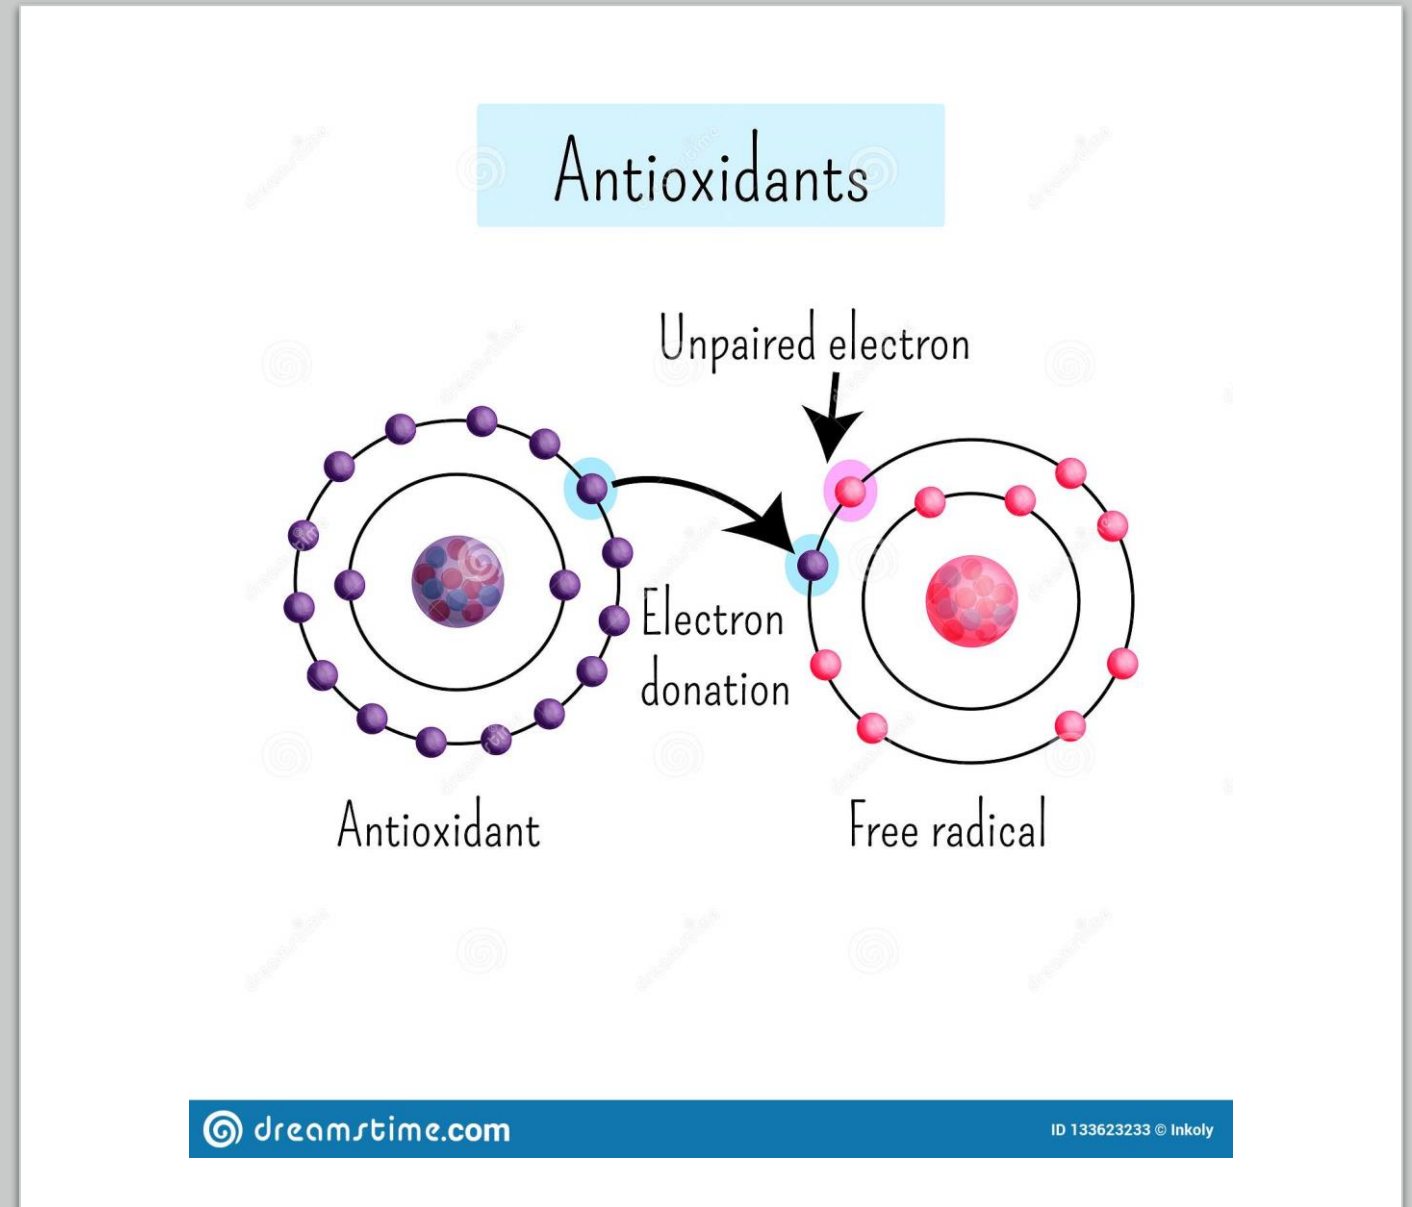 Antioxidants
Unpaired electron
Electron
donation
Antioxidant
Free radical
dreamstime.com
ID 133623233 © Inkoly